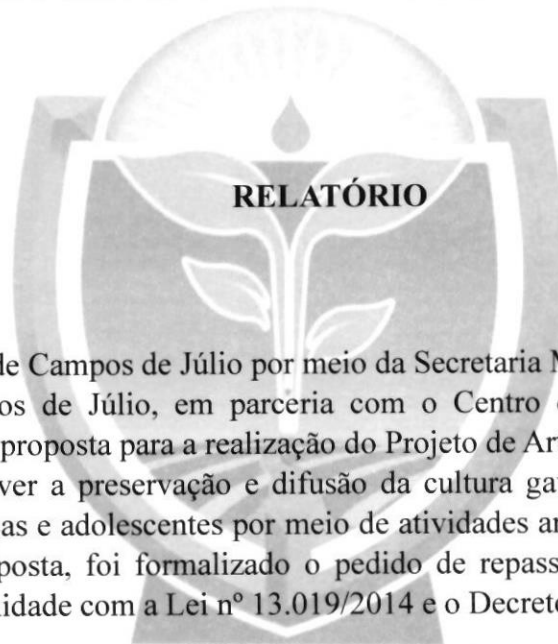 RELATÓRIO
de Campos de Júlio por meio da Secretaria
os de Júlio, em parceria com o Centro
proposta para a realização do Projeto de
ver a preservação e difusão da cultura
as e adolescentes por meio de atividades
posta, foi formalizado o pedido de
lidade com a Lei nº 13.019/2014 e o